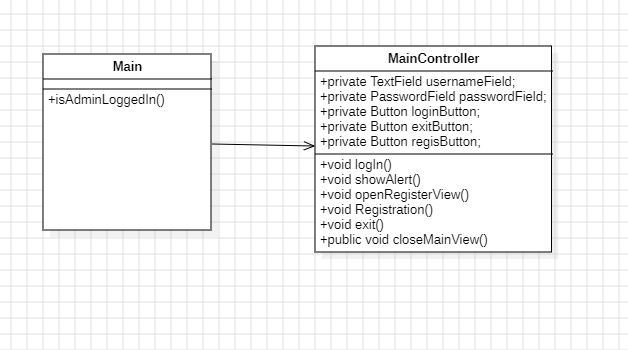 Main
+isAdminLoggedIn()
MainController
+private TextField usernameField;
+private PasswordField passwordField;
+private Button loginButton;
+private Button exitButton;
+private Button regisButton;
+void logIn()
+void showAlert()
+void openRegisterView()
+void Registration()
+void exit()
+public void closeMainView()